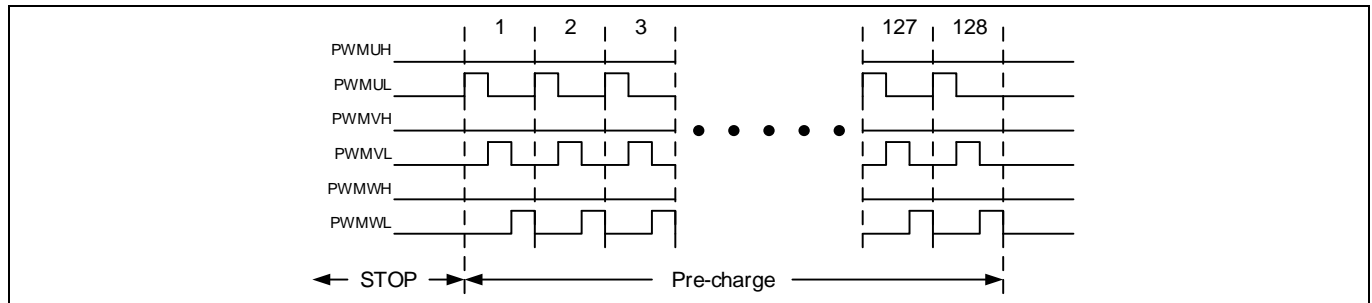 1 2 3 127 128
PWMUH
PWMUL
PWMVH
PWMVL
PWMWH
PWMWL
STOP Pre-charge